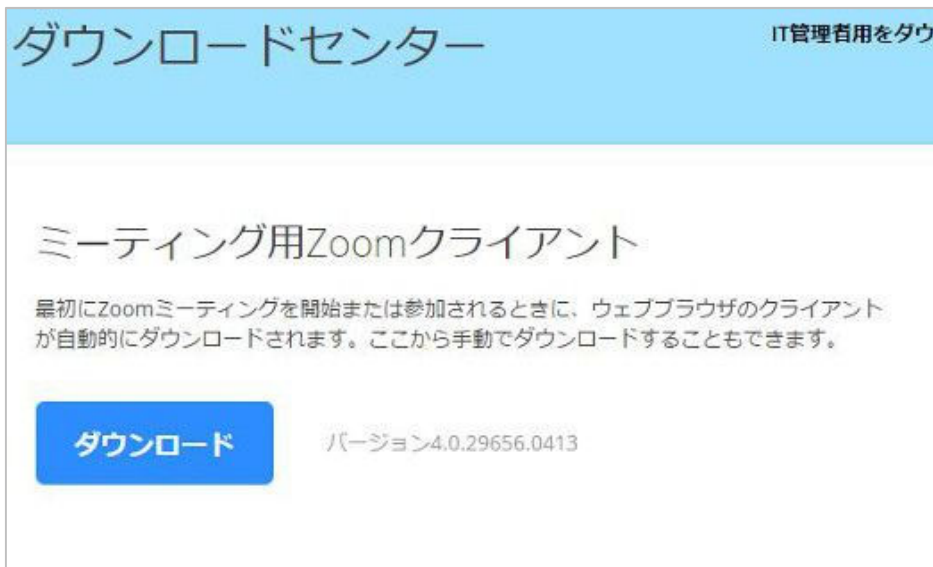 ダウンロードセンター
IT管理者用をダウ
ミーティング用Zoomクライアント
最初にZoomミーティングを開始または参加されるときに、ウェブブラウザのクライアント
が自動的にダウンロードされます。ここから手動でダウンロードすることもできます。
ダウンロード
バージョン4.0.29656.0413